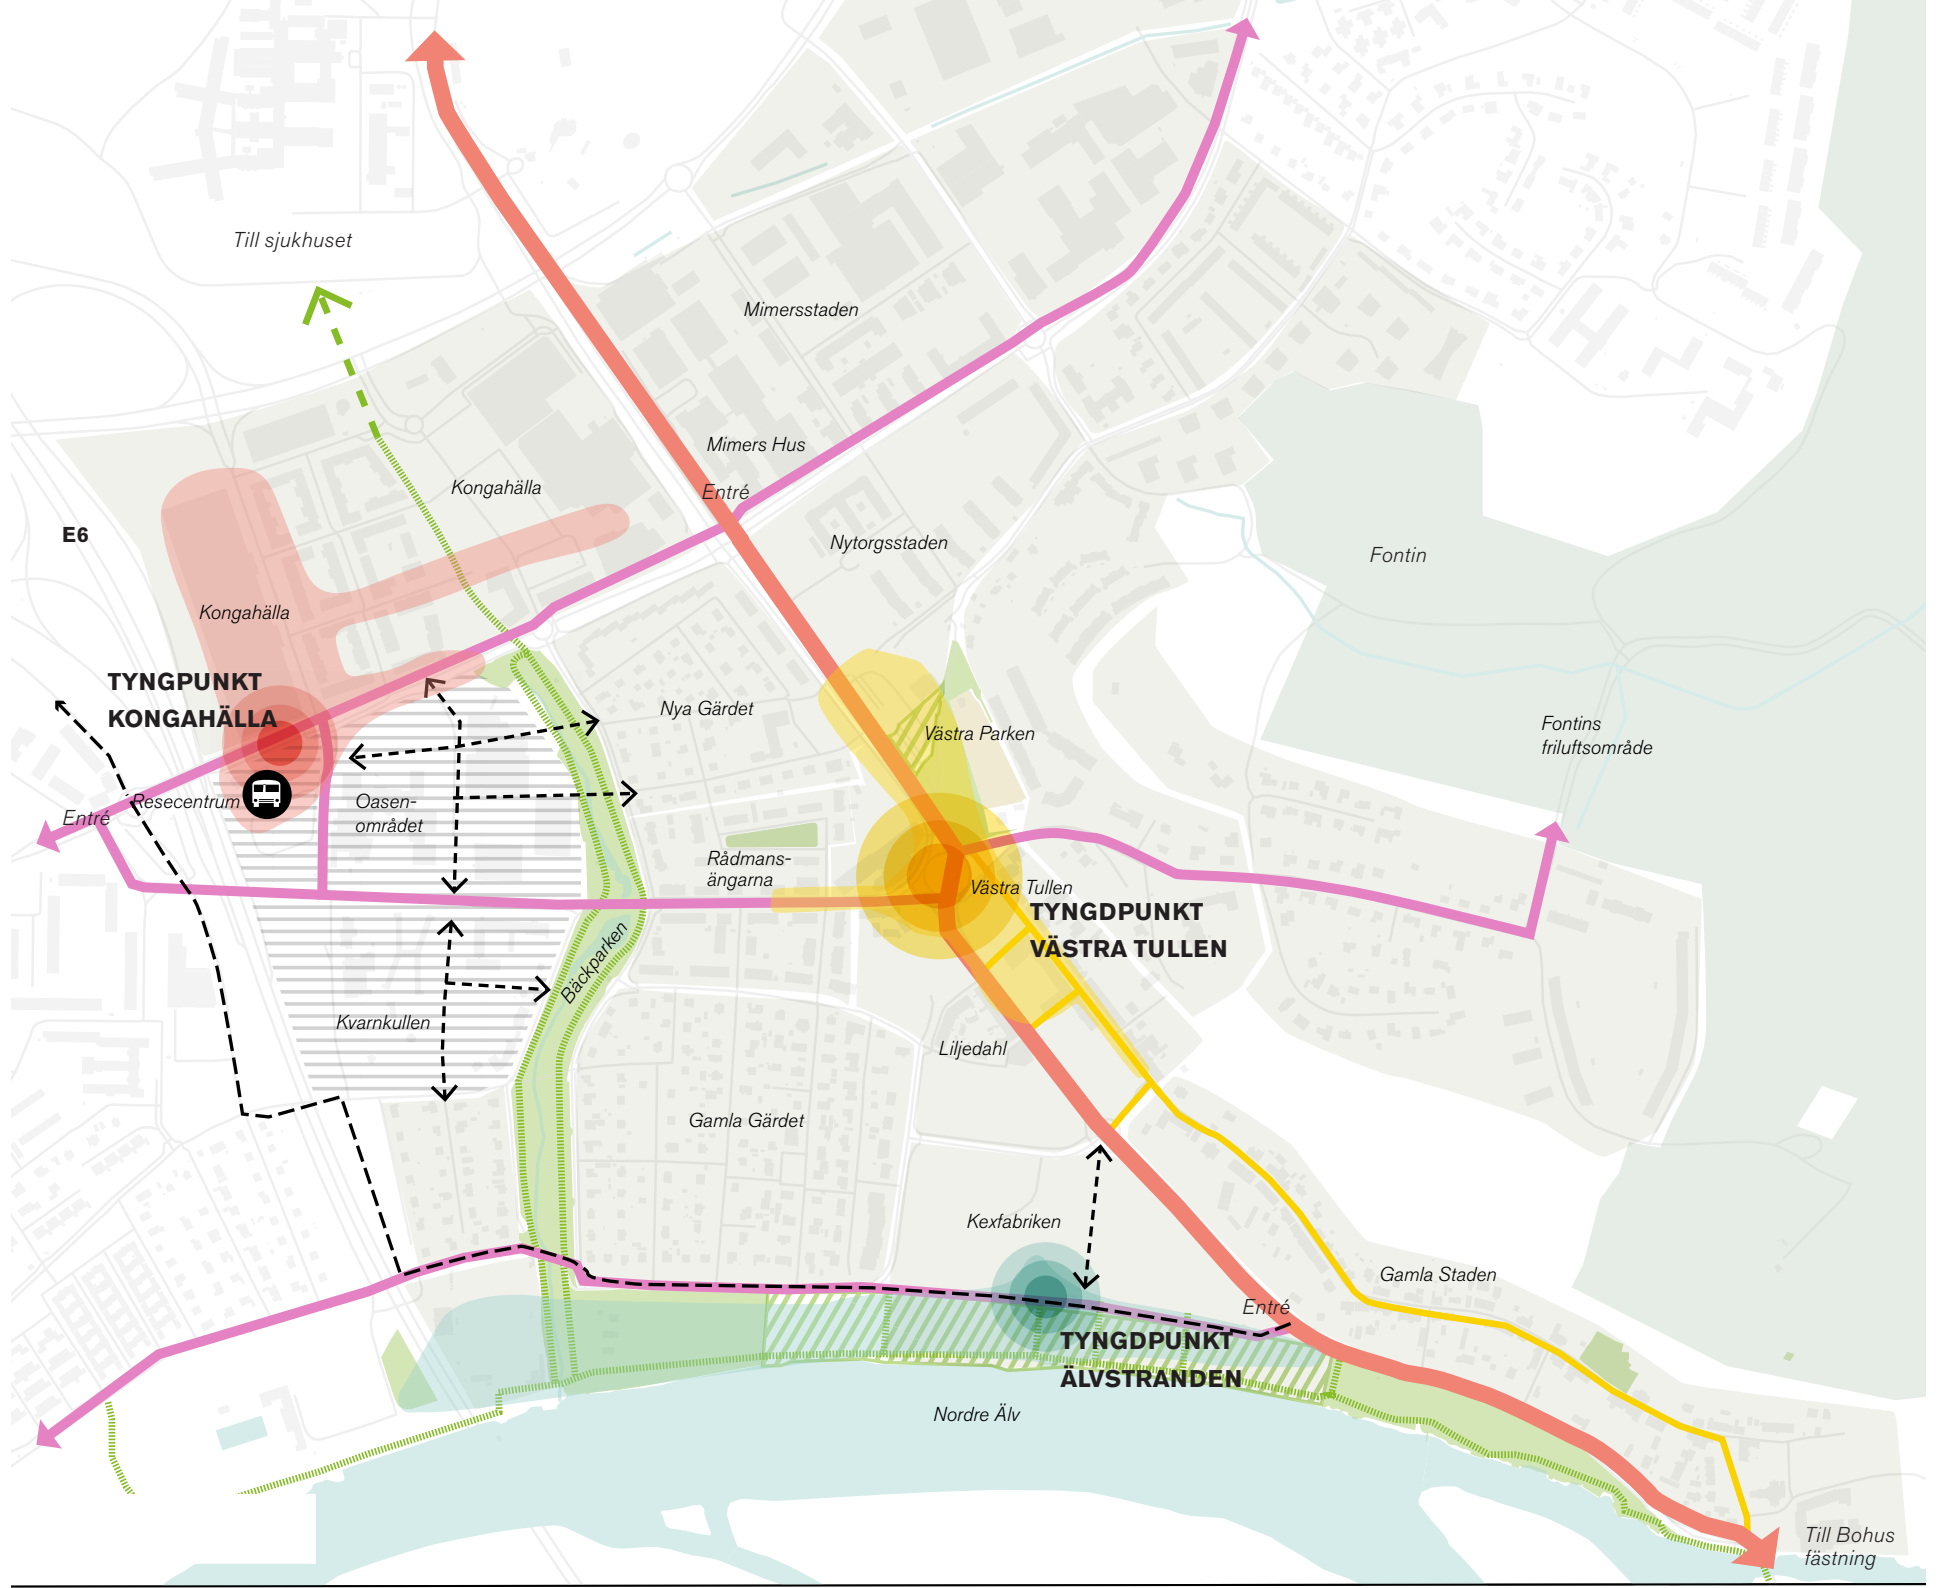 Till sjukhuset
Mimersstaden
Mimers Hus
Kongahälla
Entré
E6
Nytorgsstaden
Fontin
Kongahälla
TYNGPUNKT
KONGAHÄLLA
Nya Gärdet
Västra Parken
Fontins
friluftsområde
Resecentrum
Entré
Oasen-
området
Rådmans-
ängarna
Västra Tullen
TYNGDPUNKT
VÄSTRA TULLEN
Bäckparken
Kvarnkullen
Liljedahl
Gamla Gärdet
Kexfabriken
Gamla Staden
Entré
TYNGDPUNKT
ÄLVSTRANDEN
Nordre Älv
Till Bohus
fästning